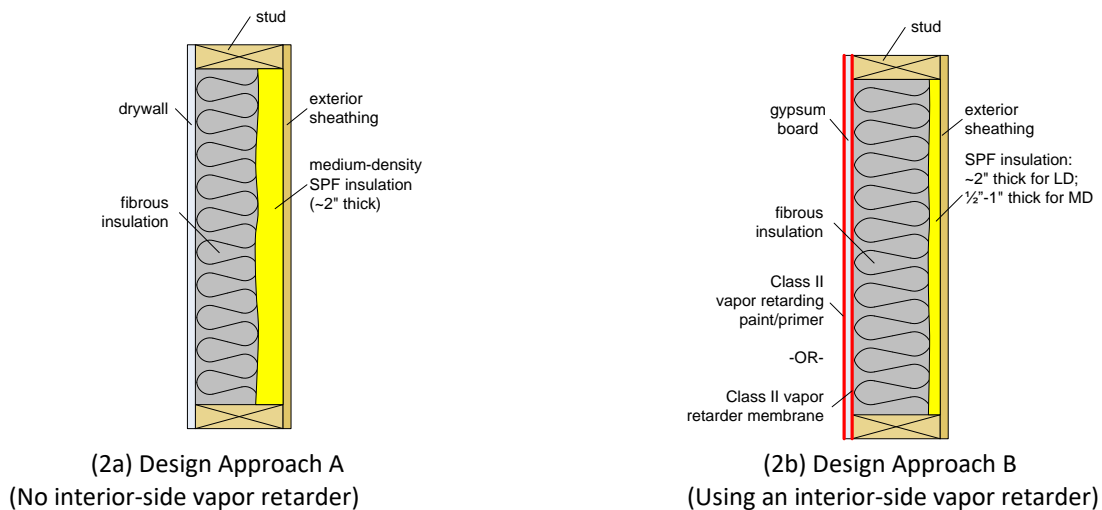 stud
drywall
exterior
sheathing
medium-density
SPF insulation
(~2" thick)
fibrous
insulation
(2a) Design Approach A
(No interior-side vapor retarder)
stud
gypsum
board
exterior
sheathing
SPF insulation:
~2" thick for LD;
½"-1" thick for MD
fibrous
insulation
Class II
vapor retarding
paint/primer
-OR-
Class II vapor
retarder membrane
(2b) Design Approach B
(Using an interior-side vapor retarder)